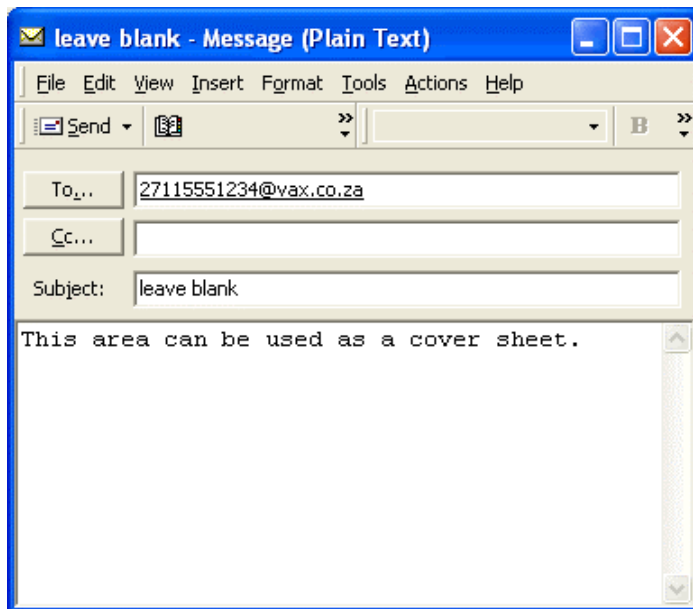 leave blank - Message (Plain Text)
File Edit View Insert Format Tools Actions Help
Send B
To... 27115551234@vax.co.za
Cc...
Subject: leave blank
This area can be used as a cover sheet.